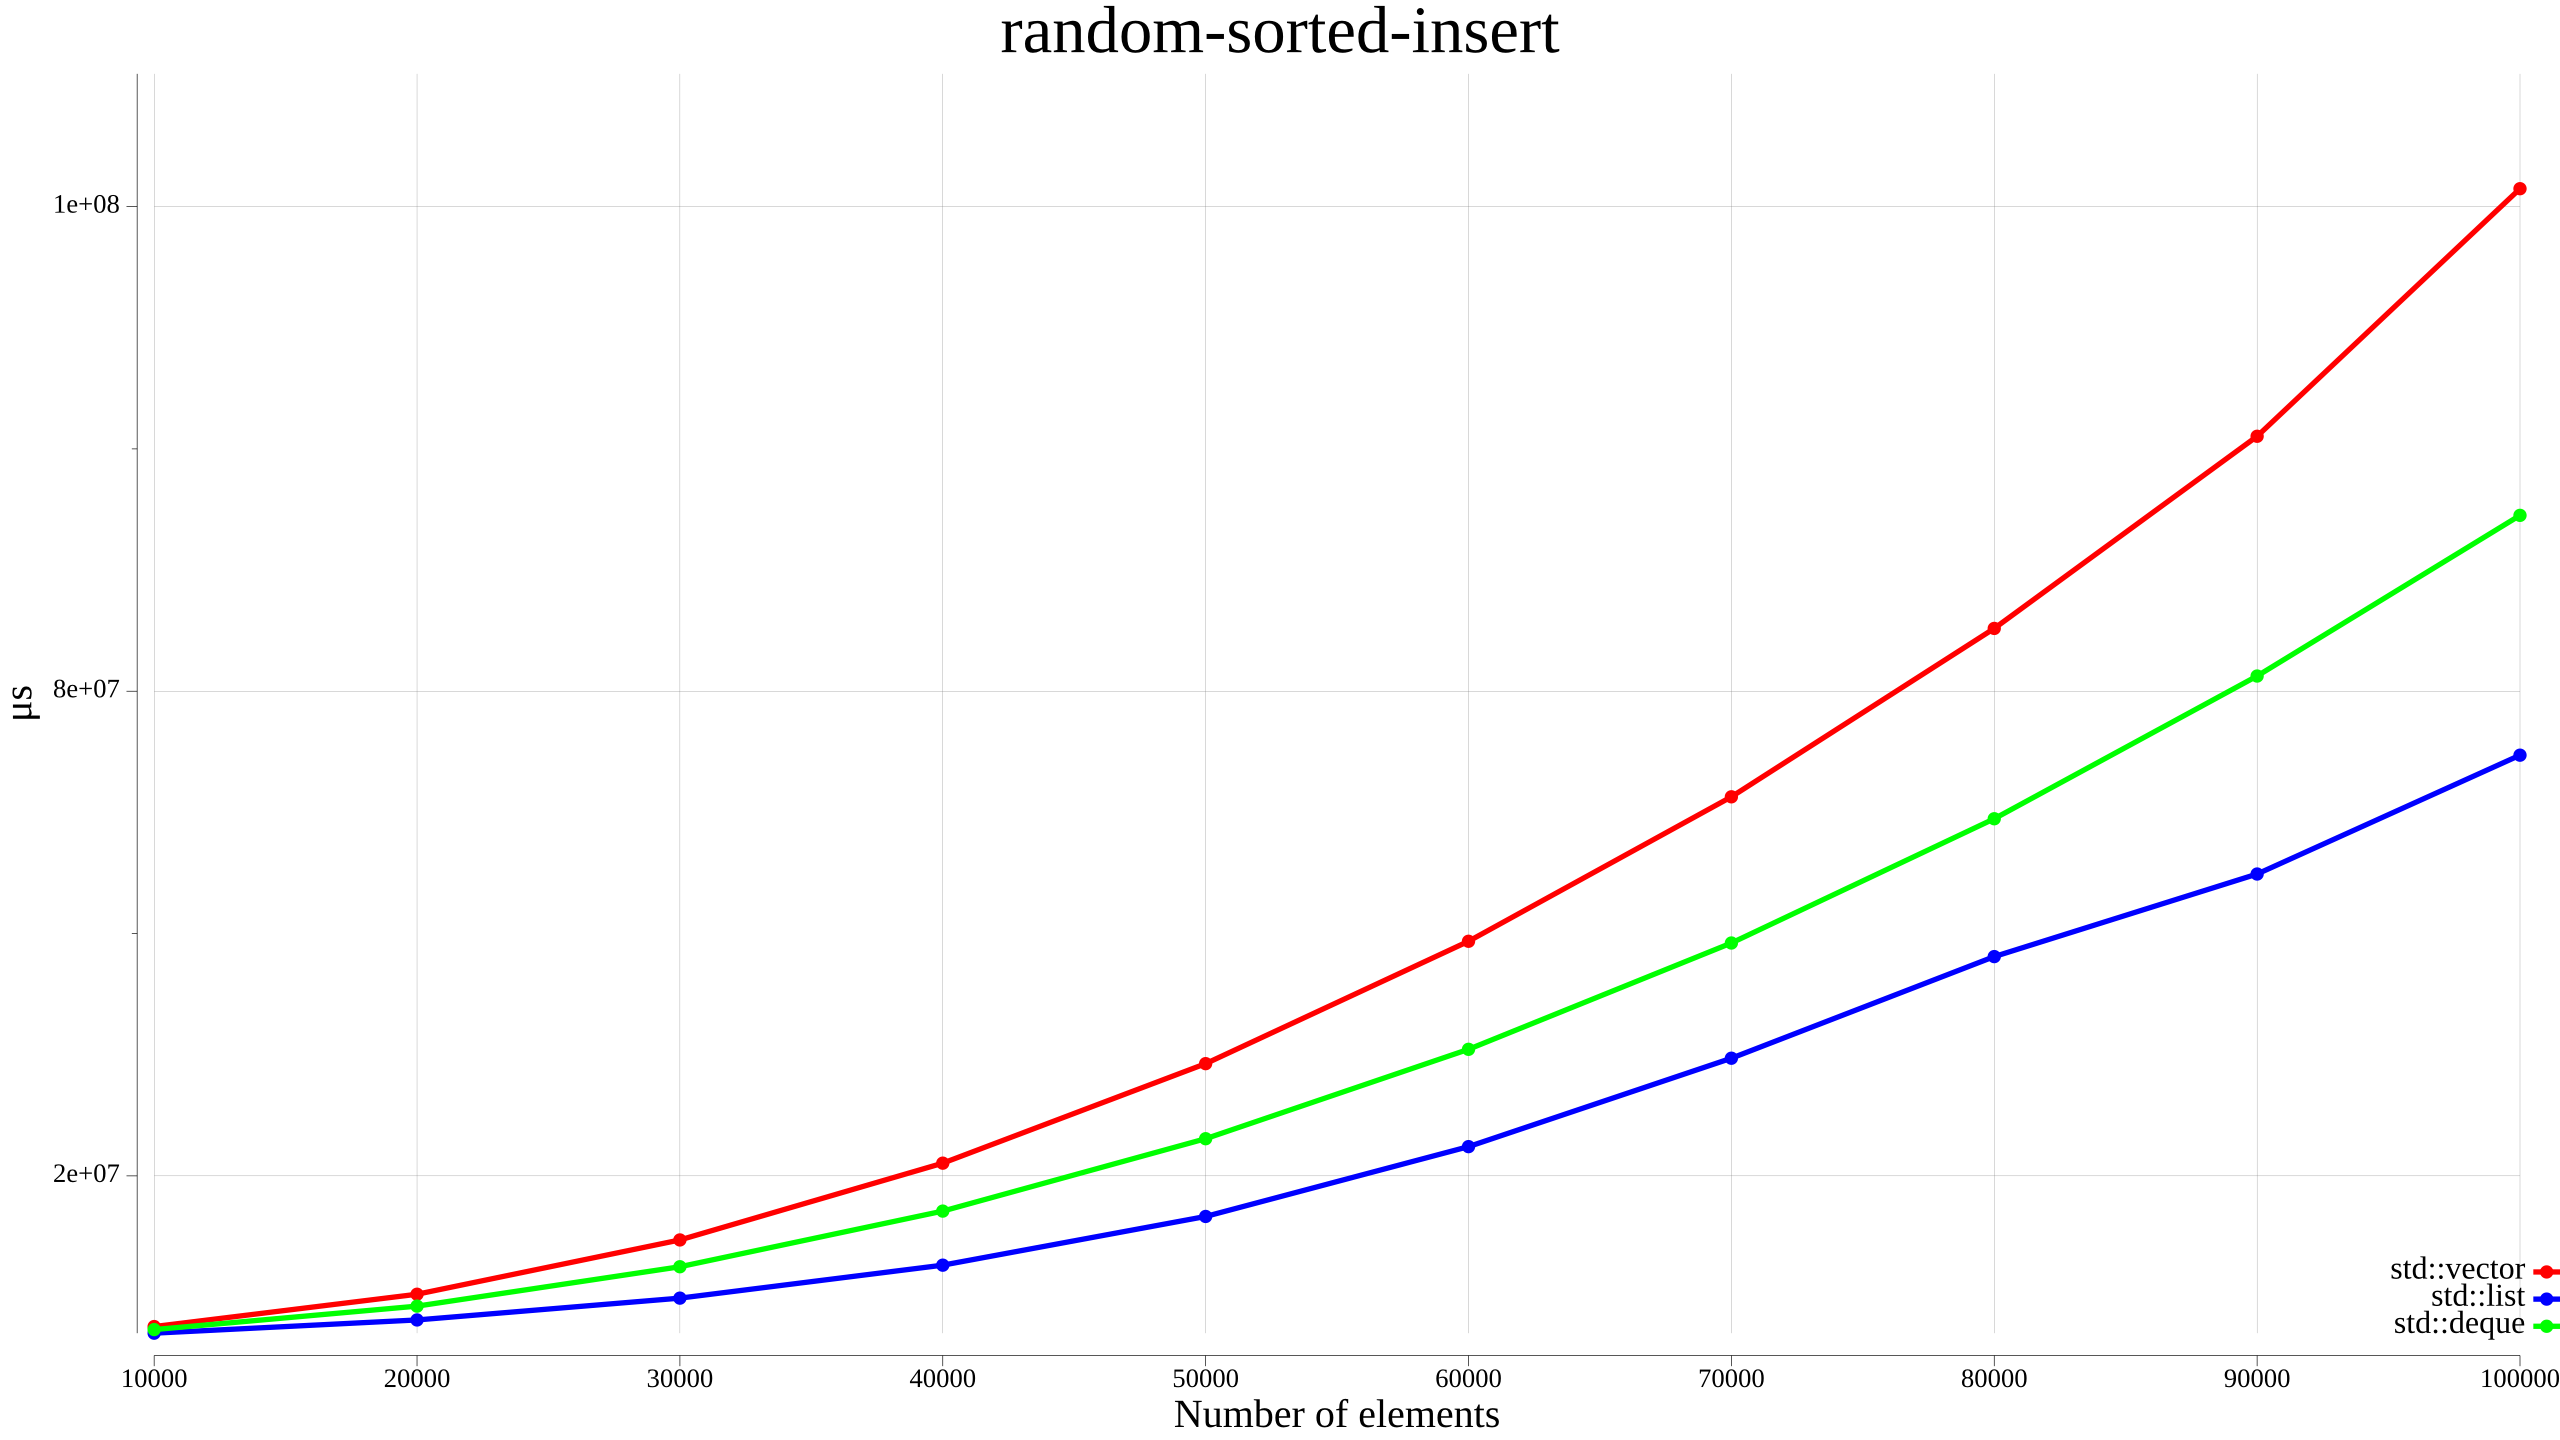 random-sorted-insert
1e+08
8e+07
2e+07
µs
std::vector
std::list
std::deque
10000 20000 30000 40000 50000 60000 70000 80000 90000 100000
Number of elements